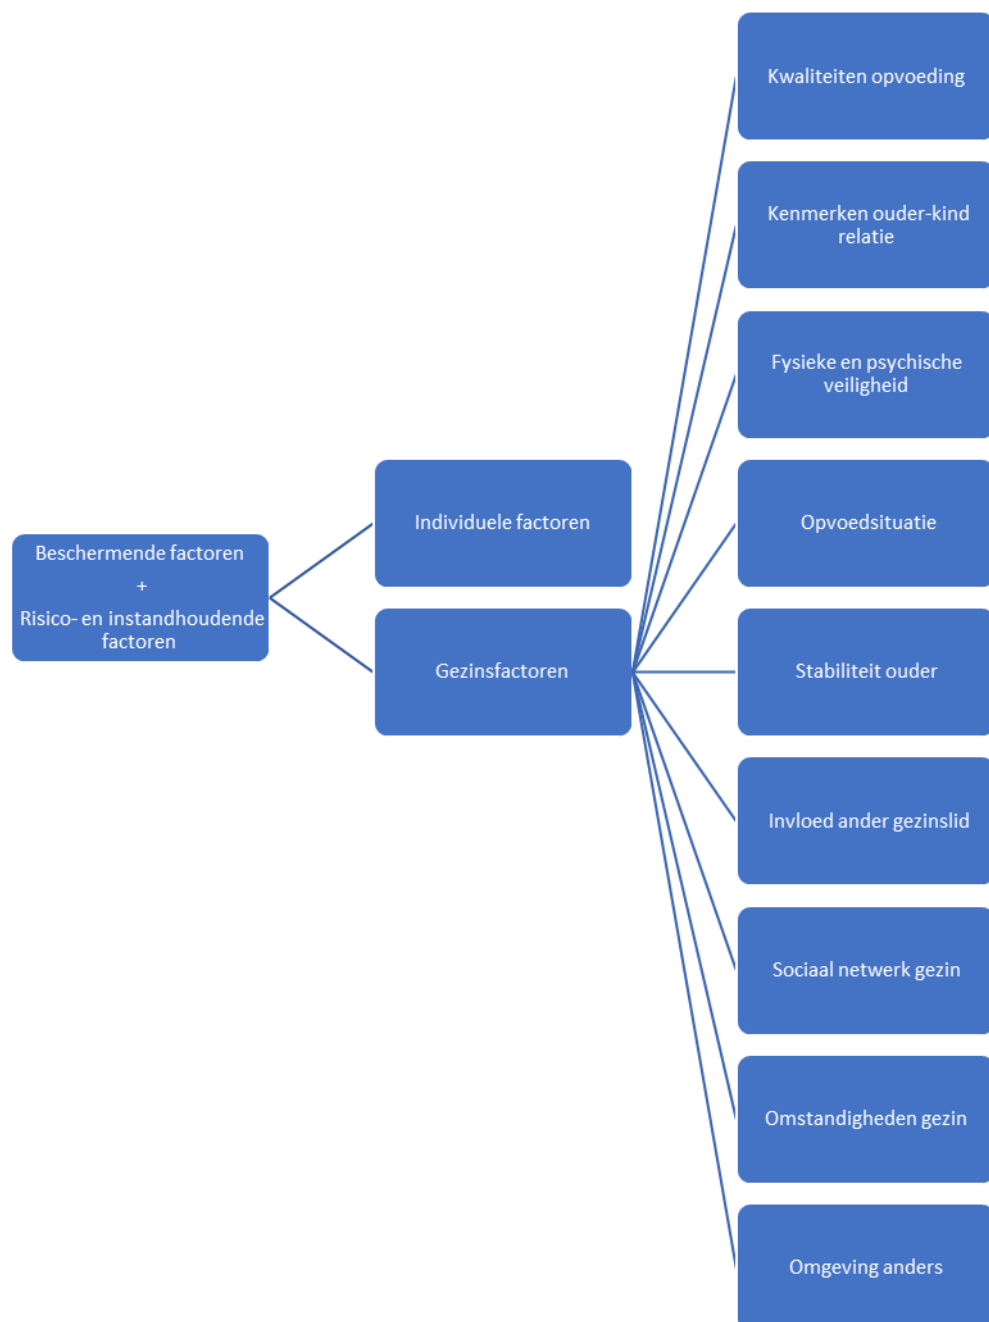 Beschermende factoren
+
Risico- en instandhoudende
factoren
Individuele factoren
Gezinsfactoren
Kwaliteiten opvoeding
Kenmerken ouder-kind
relatie
Fysieke en psychische
veiligheid
Opvoedsituatie
Stabiliteit ouder
Invloed ander gezinslid
Sociaal netwerk gezin
Omstandigheden gezin
Omgeving anders